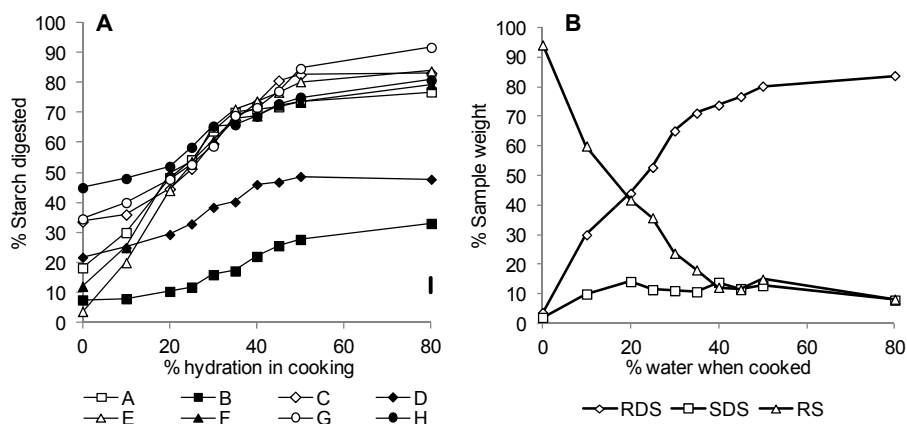 A
100
90
80
70
60
50
40
30
20
10
0
% Starch digested
0 20 40 60 80
% hydration in cooking
A B C D
E F G H
B
100
90
80
70
60
50
40
30
20
10
0
% Sample weight
0 20 40 60 80
% water when cooked
RDS SDS RS